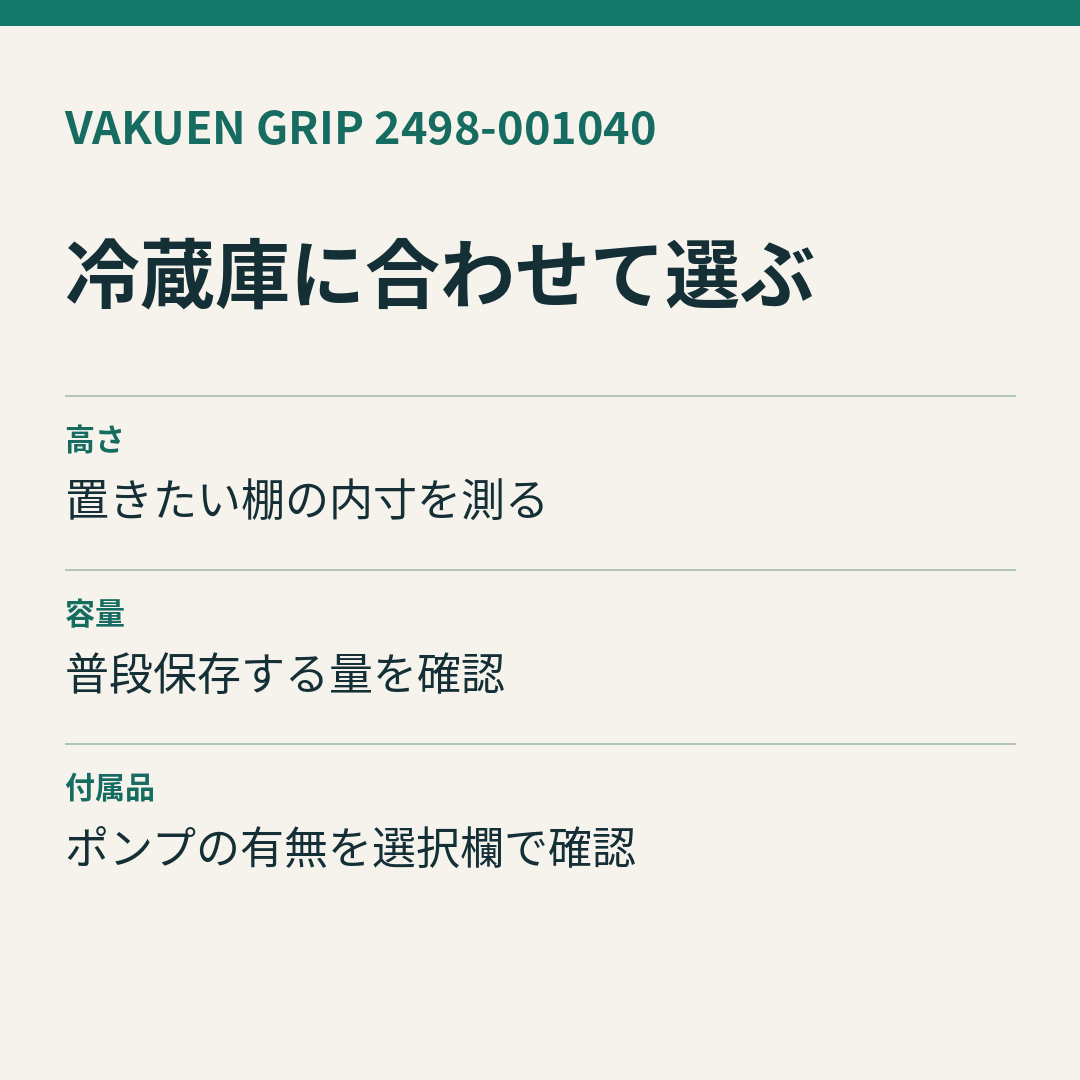 VAKUEN GRIP 2498-001040
冷蔵庫に合わせて選ぶ
高さ
置きたい棚の内寸を測る
容量
普段保存する量を確認
付属品
ポンプの有無を選択欄で確認